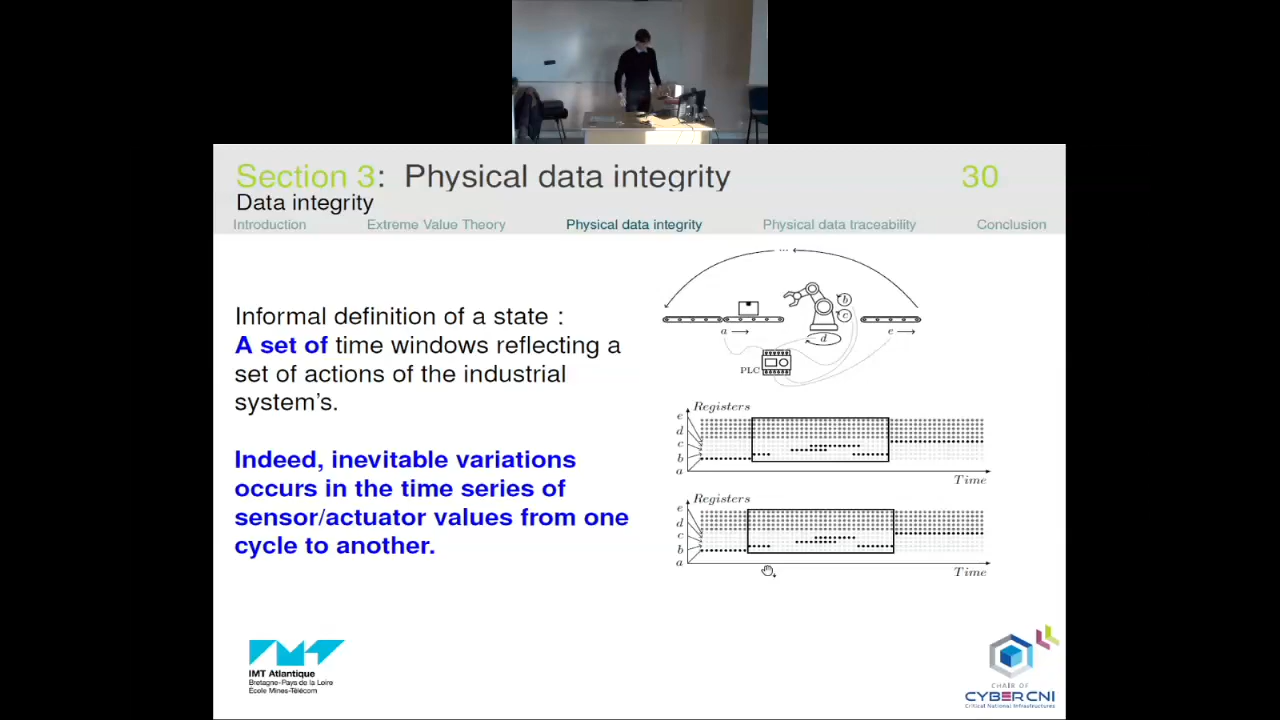 Section 3: Physical data integrity 30
Data integrity
Introduction Extreme Value Theory Physical data integrity Physical data traceability Conclusion
Informal definition of a state :
A set of time windows reflecting a
set of actions of the industrial
system's.
Indeed, inevitable variations
occurs in the time series of
sensor/actuator values from one
cycle to another.
...
b
c
a
e
d
PLC
Registers
e
d
c
b
a
Time
Registers
e
d
c
b
a
Time
IMT Atlantique
Bretagne-Pays de la Loire
École Mines-Télécom
CHAIR OF
CYBERCNI
Critical National Infrastructures